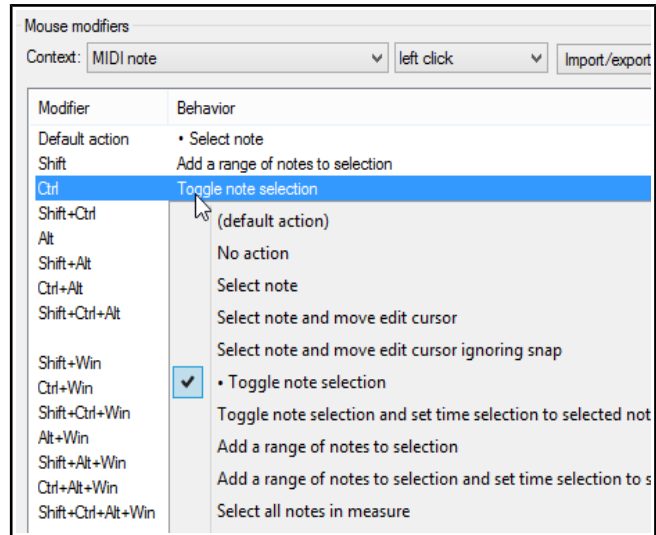 Mouse modifiers
Context: MIDI note left click Import/export
Modifier Behavior
Default action • Select note
Shift Add a range of notes to selection
Ctrl Toggle note selection
Shift+Ctrl
(default action)
Alt
No action
Shift+Alt
Ctrl+Alt Select note
Shift+Ctrl+Alt Select note and move edit cursor
Select note and move edit cursor ignoring snap
Shift+Win
Ctrl+Win • Toggle note selection
Shift+Ctrl+Win Toggle note selection and set time selection to selected not
Alt+Win
Add a range of notes to selection
Shift+Alt+Win
Ctrl+Alt+Win Add a range of notes to selection and set time selection to s
Shift+Ctrl+Alt+Win Select all notes in measure